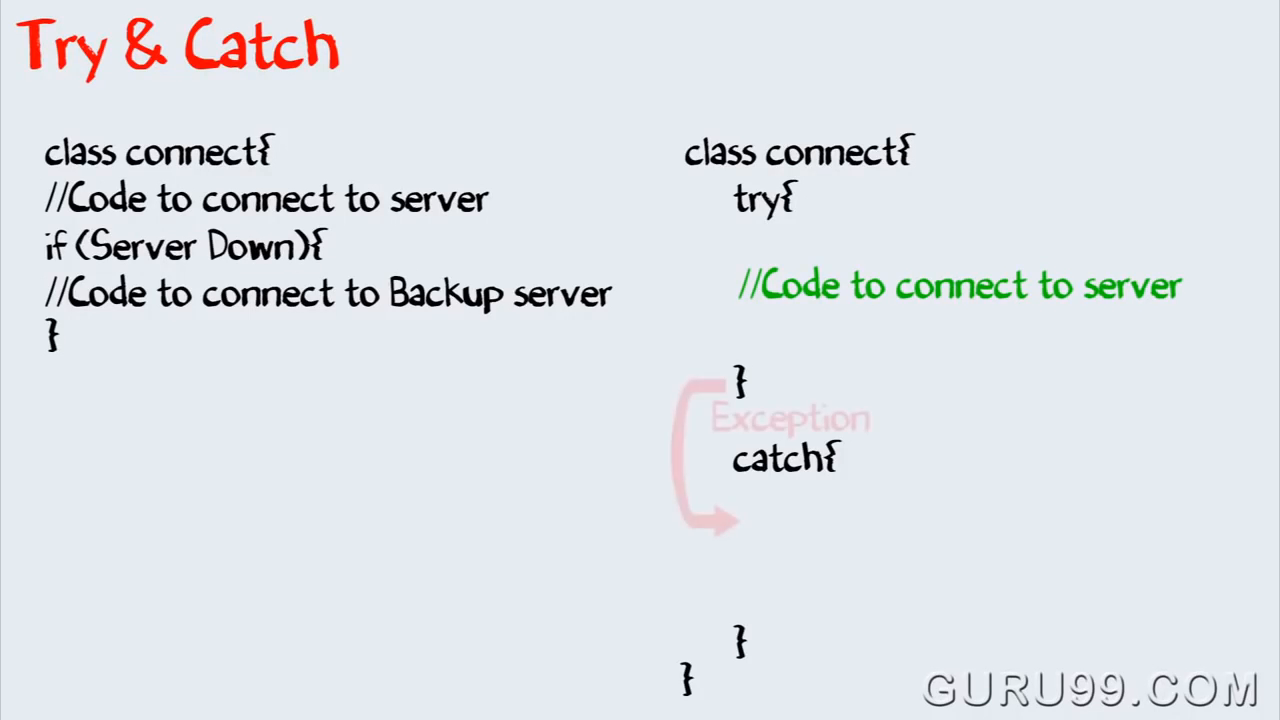 Try & Catch
class connect{
//Code to connect to server
if (Server Down){
//Code to connect to Backup server
}
class connect{
try{
//Code to connect to server
}
Exception
catch{
}
}
GURU99.COM